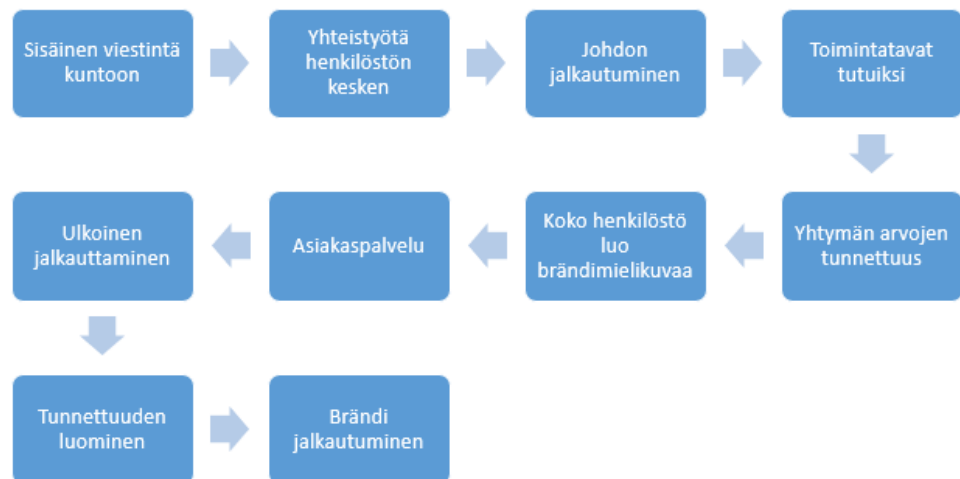 Sisäinen viestintä
kuntoon
Yhteistyötä
henkilöstön
kesken
Johdon
jalkautuminen
Toimintatavat
tutuiksi
Yhtymän arvojen
tunnettuus
Koko henkilöstö
luo
brändimielikuvaa
Asiakaspalvelu
Ulkoinen
jalkauttaminen
Tunnettuuden
luominen
Brändi
jalkautuminen